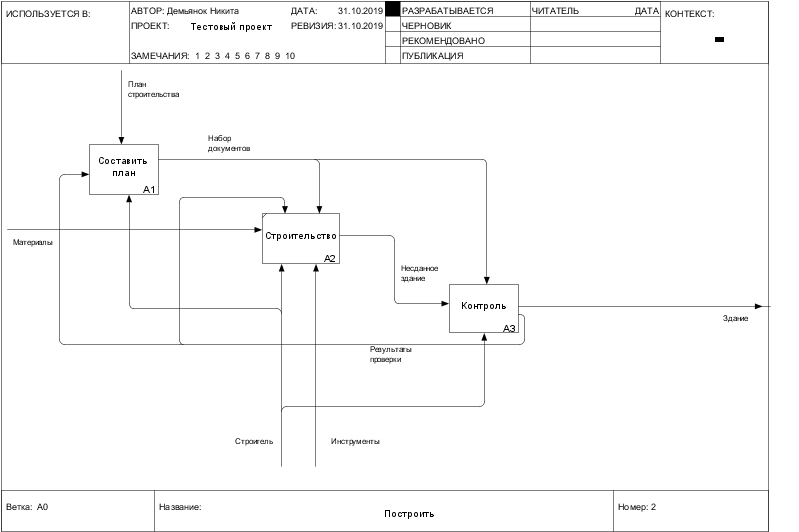 ИСПОЛЬЗУЕТСЯ В:
АВТОР: Демьянок Никита
ДАТА: 31.10.2019
ПРОЕКТ: Тестовый проект
РЕВИЗИЯ: 31.10.2019
ЗАМЕЧАНИЯ: 1 2 3 4 5 6 7 8 9 10
РАЗРАБАТЫВАЕТСЯ
ЧЕРНОВИК
РЕКОМЕНДОВАНО
ПУБЛИКАЦИЯ
ЧИТАТЕЛЬ ДАТА
КОНТЕКСТ:
План
строительства
Набор
документов
Составить
план
A1
Материалы
Строительство
A2
Несданное
здание
Контроль
A3
Здание
Результаты
проверки
Строитель
Инструменты
Ветка: A0
Название:
Построить
Номер: 2